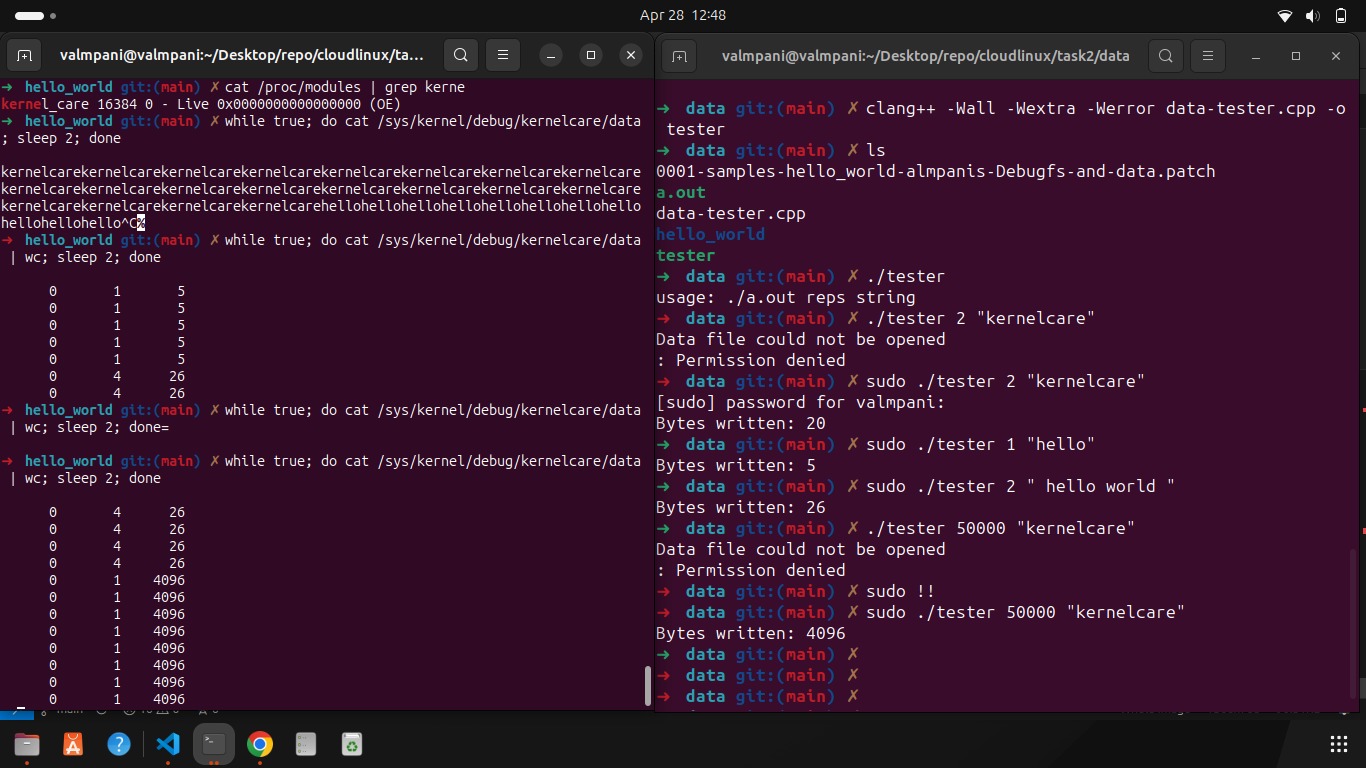 Apr 28 12:48
valmpani@valmpani:~/Desktop/repo/cloudlinux/ta...
➜ hello_world git:(main) ✗ cat /proc/modules | grep kerne
kernel_care 16384 0 - Live 0x0000000000000000 (OE)
➜ hello_world git:(main) ✗ while true; do cat /sys/kernel/debug/kernelcare/data
; sleep 2; done
kernelcarekernelcarekernelcarekernelcarekernelcarekernelcarekernelcarekernelcare
kernelcarekernelcarekernelcarekernelcarekernelcarekernelcarekernelcarekernelcare
kernelcarekernelcarekernelcarekernelcarehellohellohellohellohellohellohellohello
hellohellohello^C%
➜ hello_world git:(main) ✗ while true; do cat /sys/kernel/debug/kernelcare/data
| wc; sleep 2; done
0 1 5
0 1 5
0 1 5
0 1 5
0 1 5
0 4 26
0 4 26
➜ hello_world git:(main) ✗ while true; do cat /sys/kernel/debug/kernelcare/data
| wc; sleep 2; done=
➜ hello_world git:(main) ✗ while true; do cat /sys/kernel/debug/kernelcare/data
| wc; sleep 2; done
0 4 26
0 4 26
0 4 26
0 4 26
0 1 4096
0 1 4096
0 1 4096
0 1 4096
0 1 4096
0 1 4096
0 1 4096
0 1 4096
valmpani@valmpani:~/Desktop/repo/cloudlinux/task2/data
➜ data git:(main) ✗ clang++ -Wall -Wextra -Werror data-tester.cpp -o
tester
➜ data git:(main) ✗ ls
0001-samples-hello_world-almpanis-Debugfs-and-data.patch
a.out
data-tester.cpp
hello_world
tester
➜ data git:(main) ✗ ./tester
usage: ./a.out reps string
➜ data git:(main) ✗ ./tester 2 "kernelcare"
Data file could not be opened
: Permission denied
➜ data git:(main) ✗ sudo ./tester 2 "kernelcare"
[sudo] password for valmpani:
Bytes written: 20
➜ data git:(main) ✗ sudo ./tester 1 "hello"
Bytes written: 5
➜ data git:(main) ✗ sudo ./tester 2 " hello world "
Bytes written: 26
➜ data git:(main) ✗ ./tester 50000 "kernelcare"
Data file could not be opened
: Permission denied
➜ data git:(main) ✗ sudo !!
➜ data git:(main) ✗ sudo ./tester 50000 "kernelcare"
Bytes written: 4096
➜ data git:(main) ✗
➜ data git:(main) ✗
➜ data git:(main) ✗